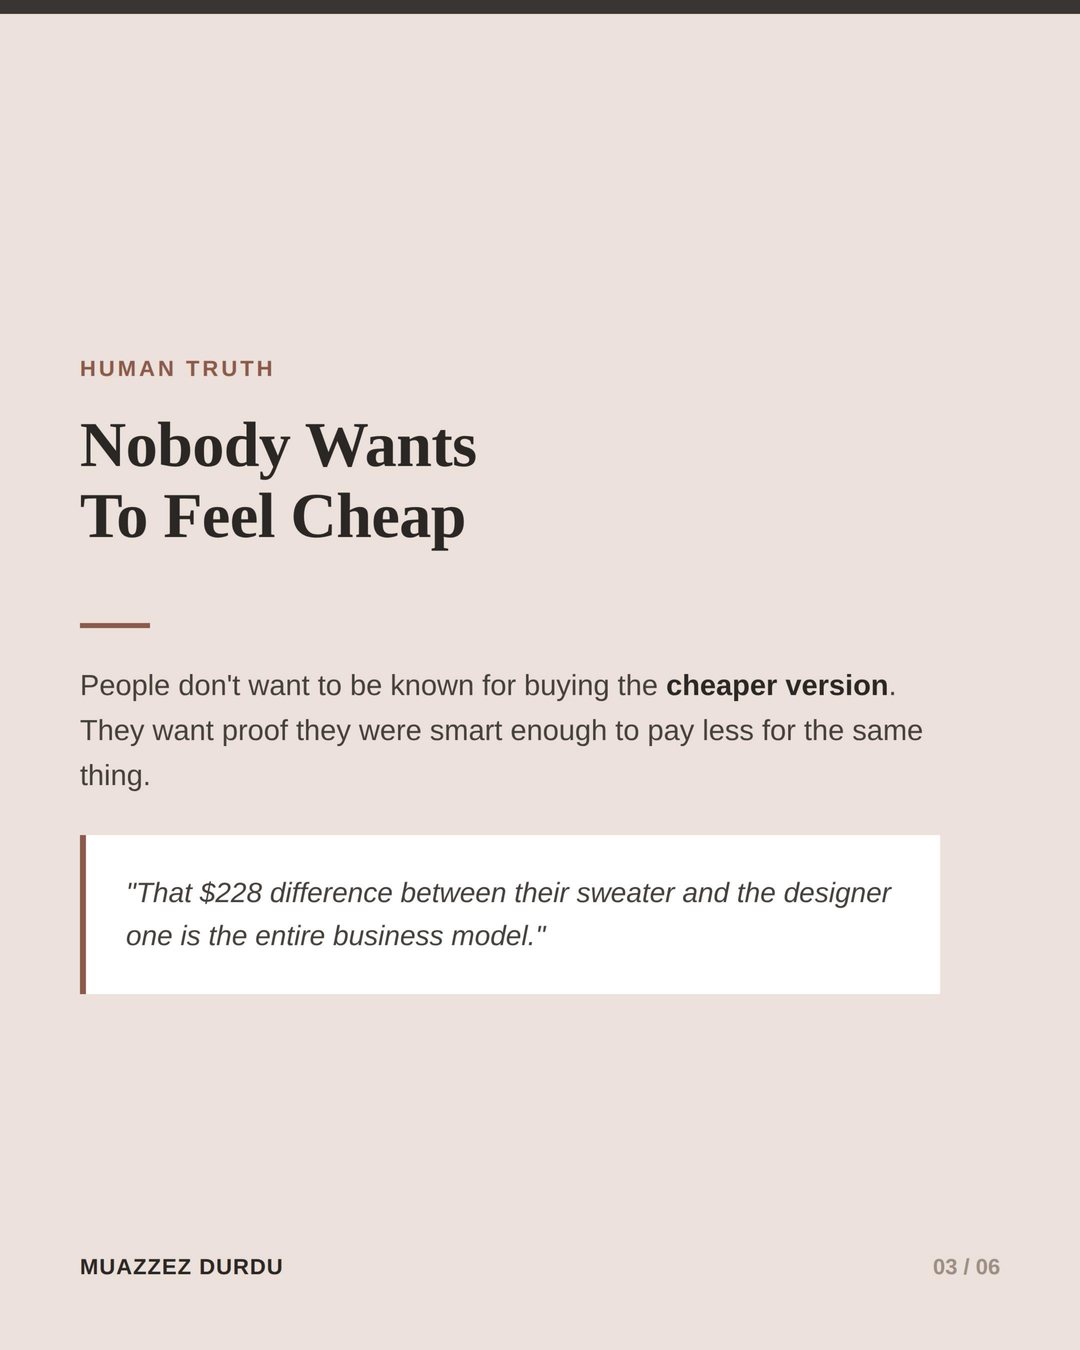 HUMAN TRUTH
Nobody Wants
To Feel Cheap
People don't want to be known for buying the cheaper version.
They want proof they were smart enough to pay less for the same
thing.
"That $228 difference between their sweater and the designer
one is the entire business model."
MUAZZEZ DURDU
03 / 06